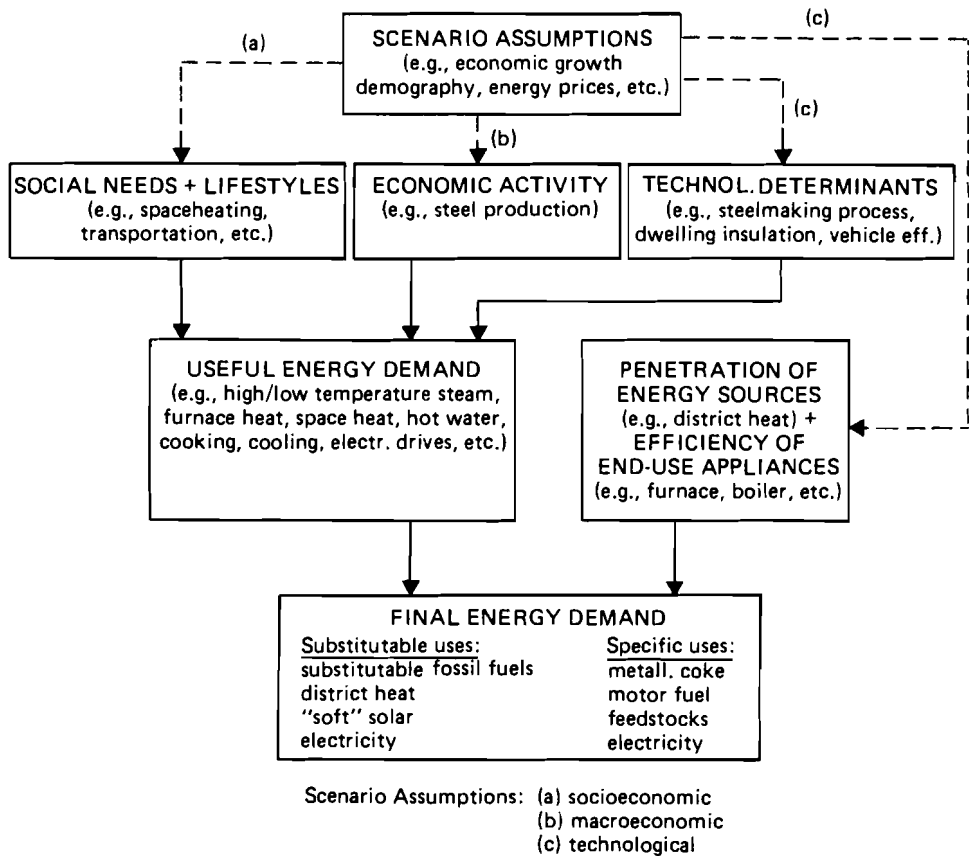 (c)
SCENARIO ASSUMPTIONS
(e.g., economic growth
demography, energy prices, etc.)
(a)
(b)
(c)
SOCIAL NEEDS + LIFESTYLES
(e.g., spaceheating,
transportation, etc.)
ECONOMIC ACTIVITY
(e.g., steel production)
TECHNOL. DETERMINANTS
(e.g., steelmaking process,
dwelling insulation, vehicle eff.)
USEFUL ENERGY DEMAND
(e.g., high/low temperature steam,
furnace heat, space heat, hot water,
cooking, cooling, electr. drives, etc.)
PENETRATION OF
ENERGY SOURCES
(e.g., district heat) +
EFFICIENCY OF
END-USE APPLIANCES
(e.g., furnace, boiler, etc.)
FINAL ENERGY DEMAND
Substitutable uses:
substitutable fossil fuels
district heat
"soft" solar
electricity
Specific uses:
metall. coke
motor fuel
feedstocks
electricity
Scenario Assumptions: (a) socioeconomic
(b) macroeconomic
(c) technological